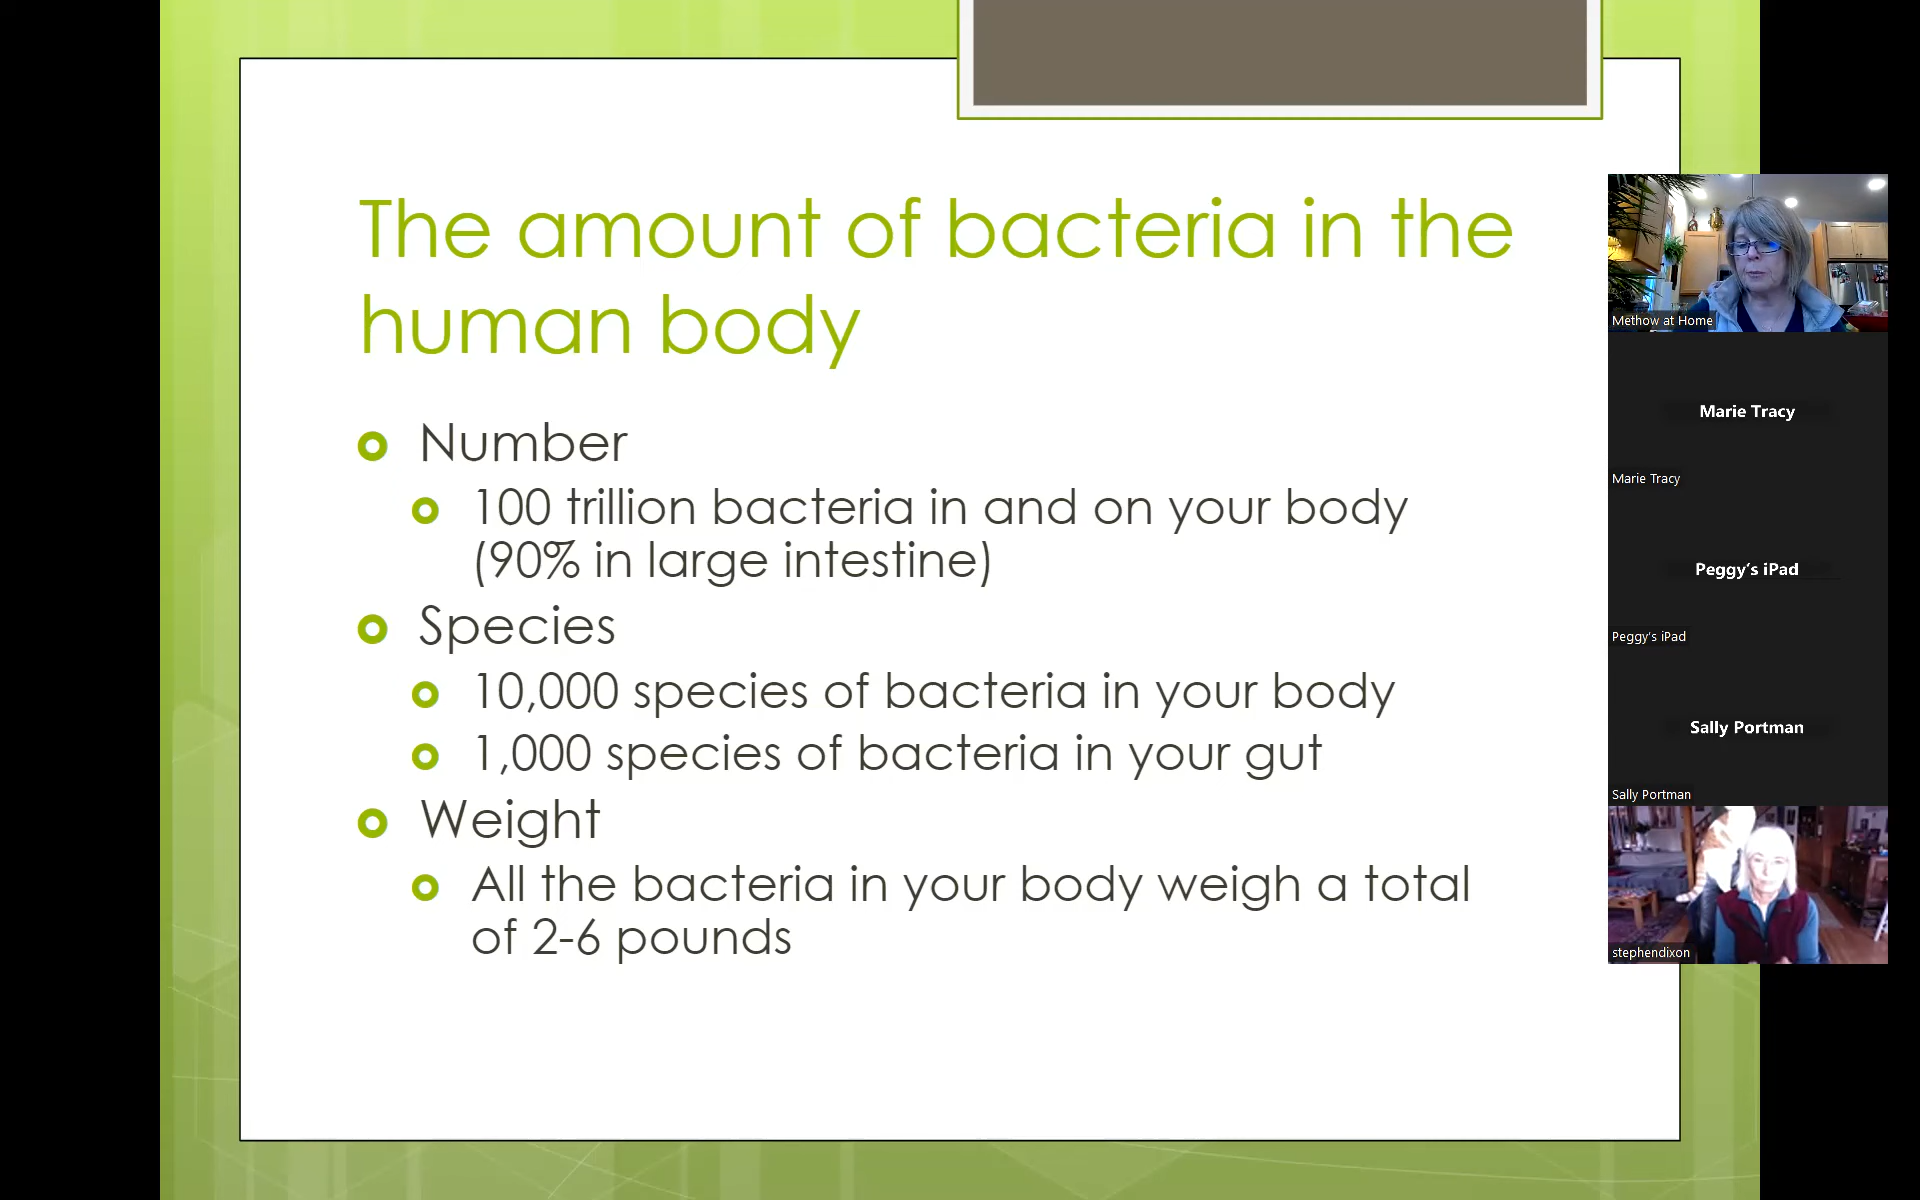 The amount of bacteria in the
human body
Number
100 trillion bacteria in and on your body
(90% in large intestine)
Species
10,000 species of bacteria in your body
1,000 species of bacteria in your gut
Weight
All the bacteria in your body weigh a total
of 2-6 pounds
Methow at Home
Marie Tracy
Marie Tracy
Peggy’s iPad
Peggy's iPad
Sally Portman
Sally Portman
stephendixon